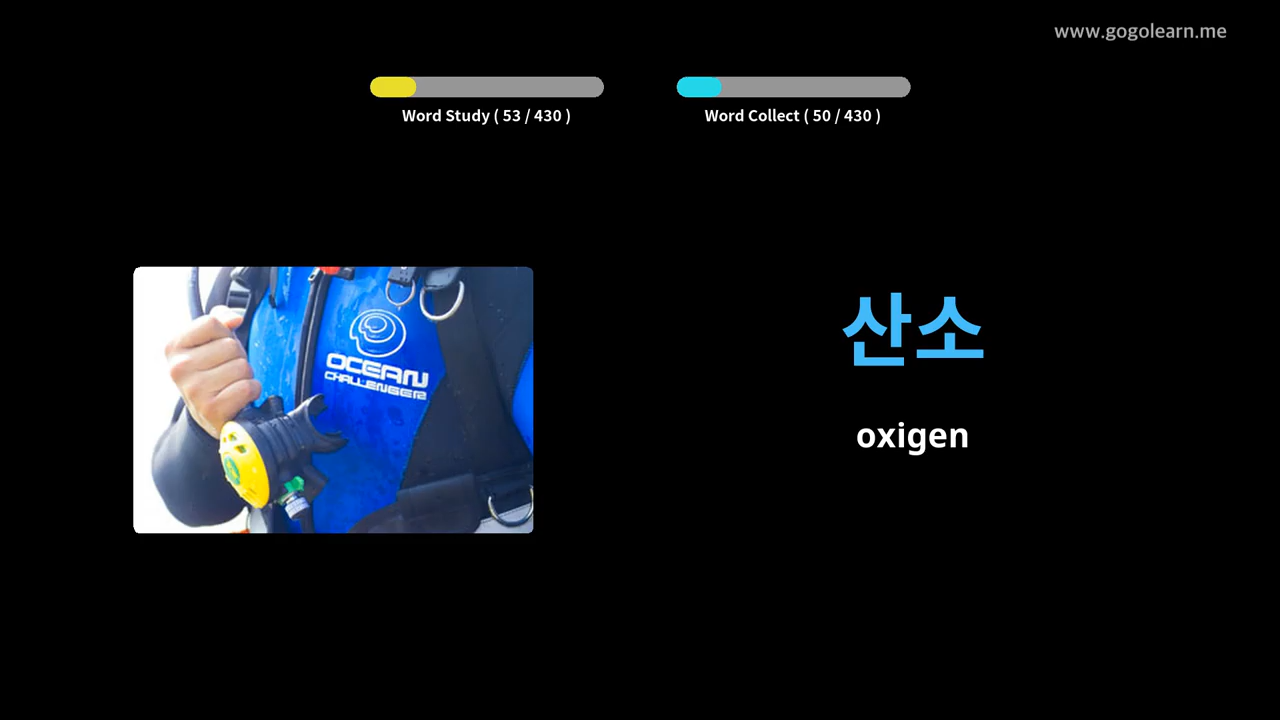 www.gogolearn.me
Word Study ( 53 / 430 )
Word Collect ( 50 / 430 )
OCEAN
CHALLENGER
산소
oxigen